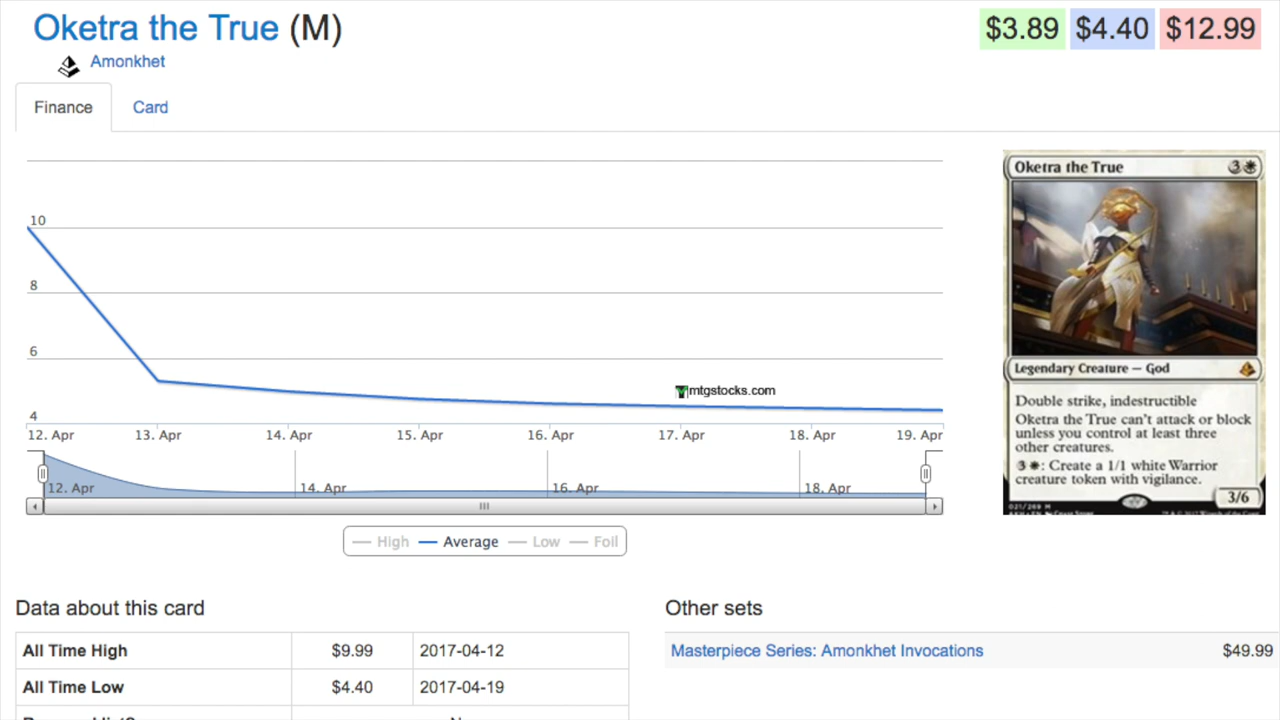 Oketra the True (M)
$3.89 $4.40 $12.99
Amonkhet
Finance Card
10
8
6
4
mtgstocks.com
12. Apr 13. Apr 14. Apr 15. Apr 16. Apr 17. Apr 18. Apr 19. Apr
12. Apr 14. Apr 16. Apr 18. Apr
High Average Low Foil
Oketra the True 3
Legendary Creature — God
Double strike, indestructible
Oketra the True can't attack or block
unless you control at least three
other creatures.
3 : Create a 1/1 white Warrior
creature token with vigilance.
3/6
021/269 M
Data about this card
All Time High $9.99 2017-04-12
All Time Low $4.40 2017-04-19
Other sets
Masterpiece Series: Amonkhet Invocations $49.99